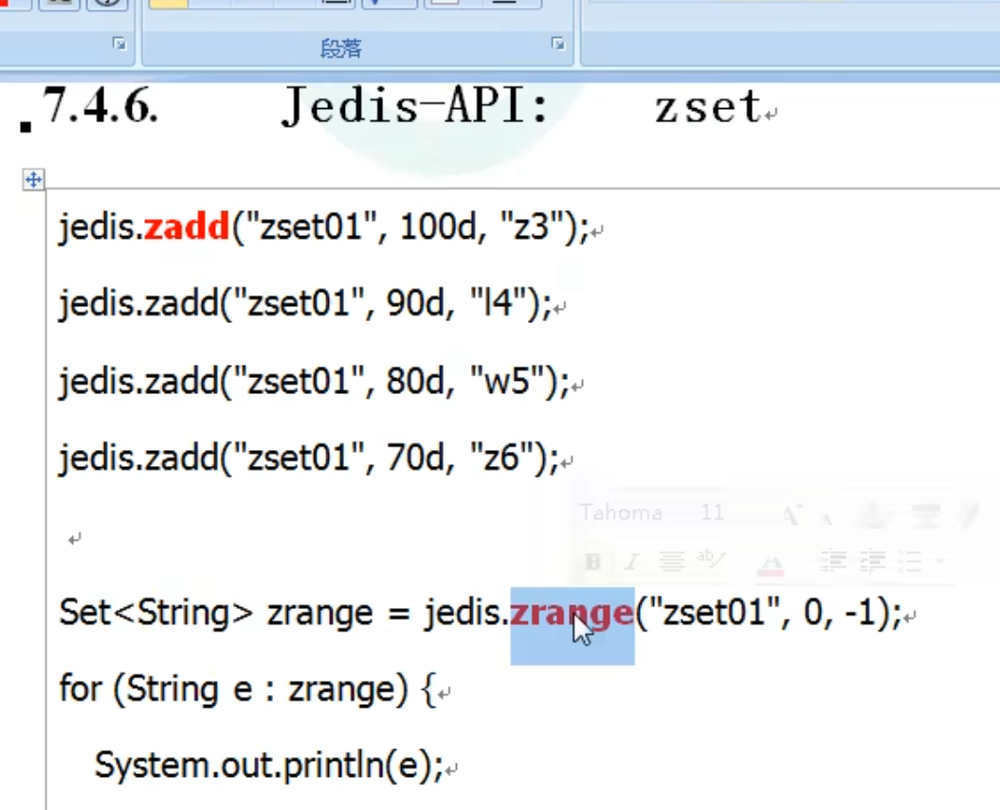 段落
7.4.6. Jedis-API: zset
jedis.zadd("zset01", 100d, "z3");
jedis.zadd("zset01", 90d, "l4");
jedis.zadd("zset01", 80d, "w5");
jedis.zadd("zset01", 70d, "z6");
Tahoma 11
B I ab A
Set<String> zrange = jedis.zrange("zset01", 0, -1);
for (String e : zrange) {
System.out.println(e);